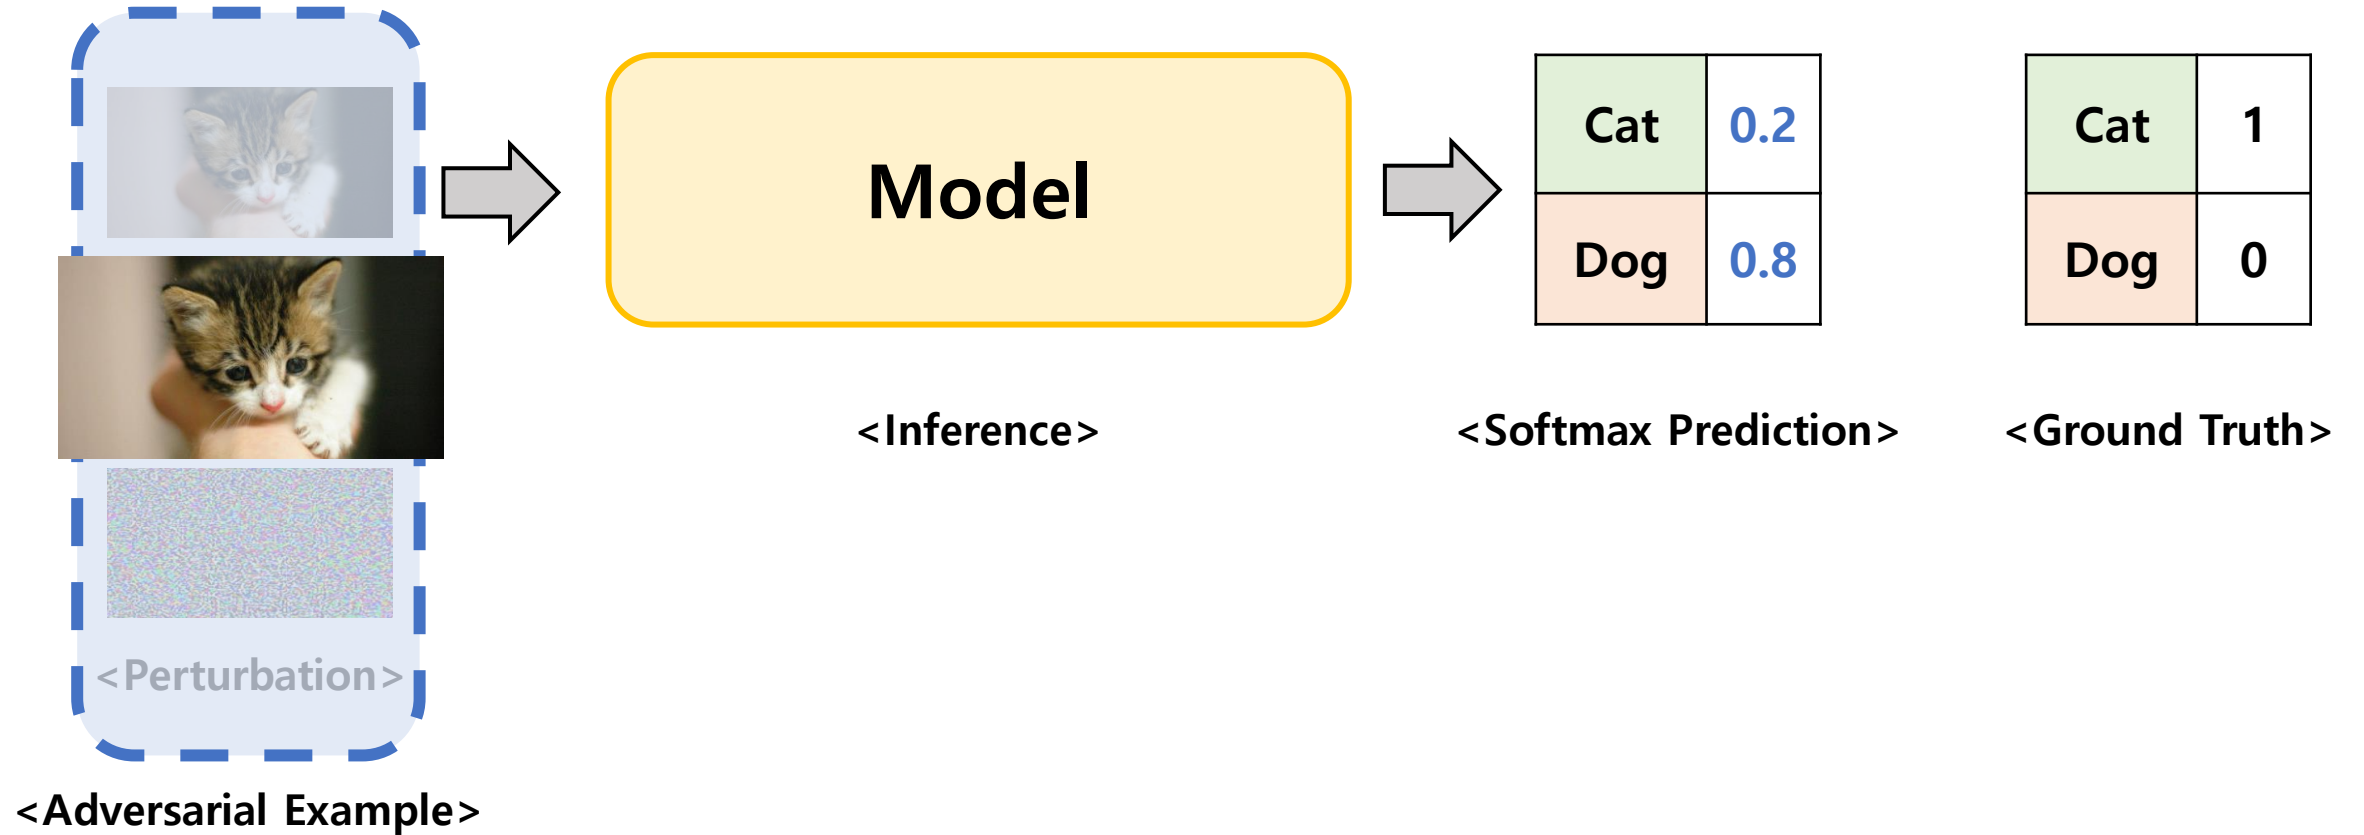 Model
Cat 0.2
Dog 0.8
Cat 1
Dog 0
<Inference>
<Softmax Prediction>
<Ground Truth>
<Perturbation>
<Adversarial Example>